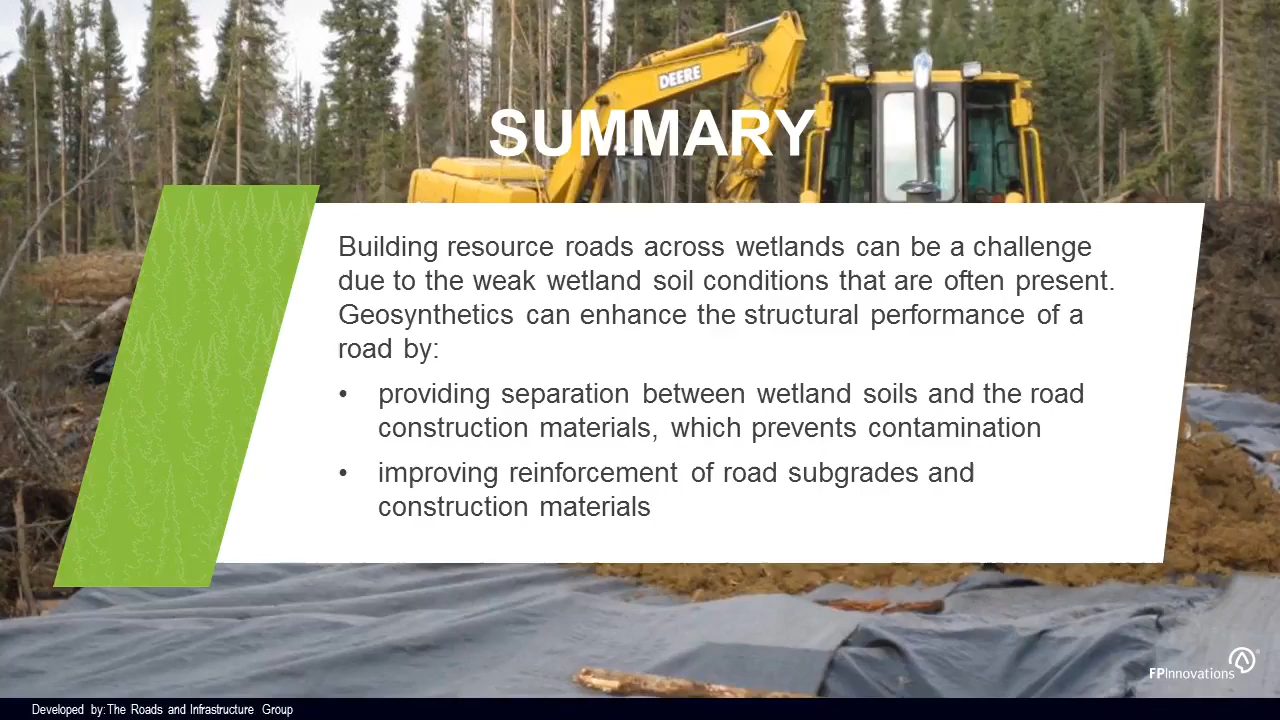 DEERE
SUMMARY
Building resource roads across wetlands can be a challenge
due to the weak wetland soil conditions that are often present.
Geosynthetics can enhance the structural performance of a
road by:
• providing separation between wetland soils and the road
construction materials, which prevents contamination
• improving reinforcement of road subgrades and
construction materials
FPInnovations®
Developed by: The Roads and Infrastructure Group